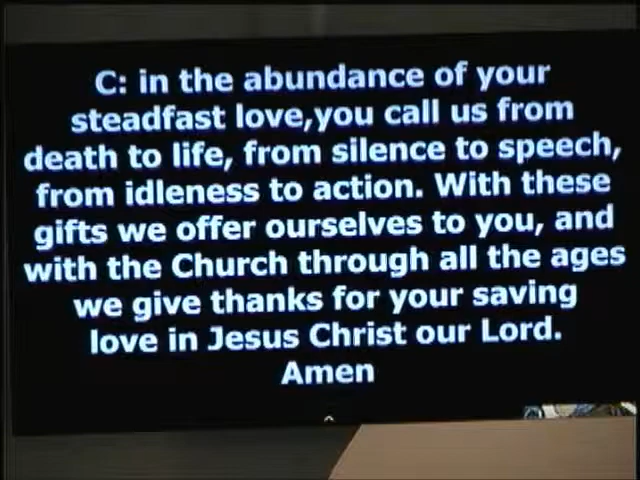 C: in the abundance of your
steadfast love,you call us from
death to life, from silence to speech,
from idleness to action. With these
gifts we offer ourselves to you, and
with the Church through all the ages
we give thanks for your saving
love in Jesus Christ our Lord.
Amen